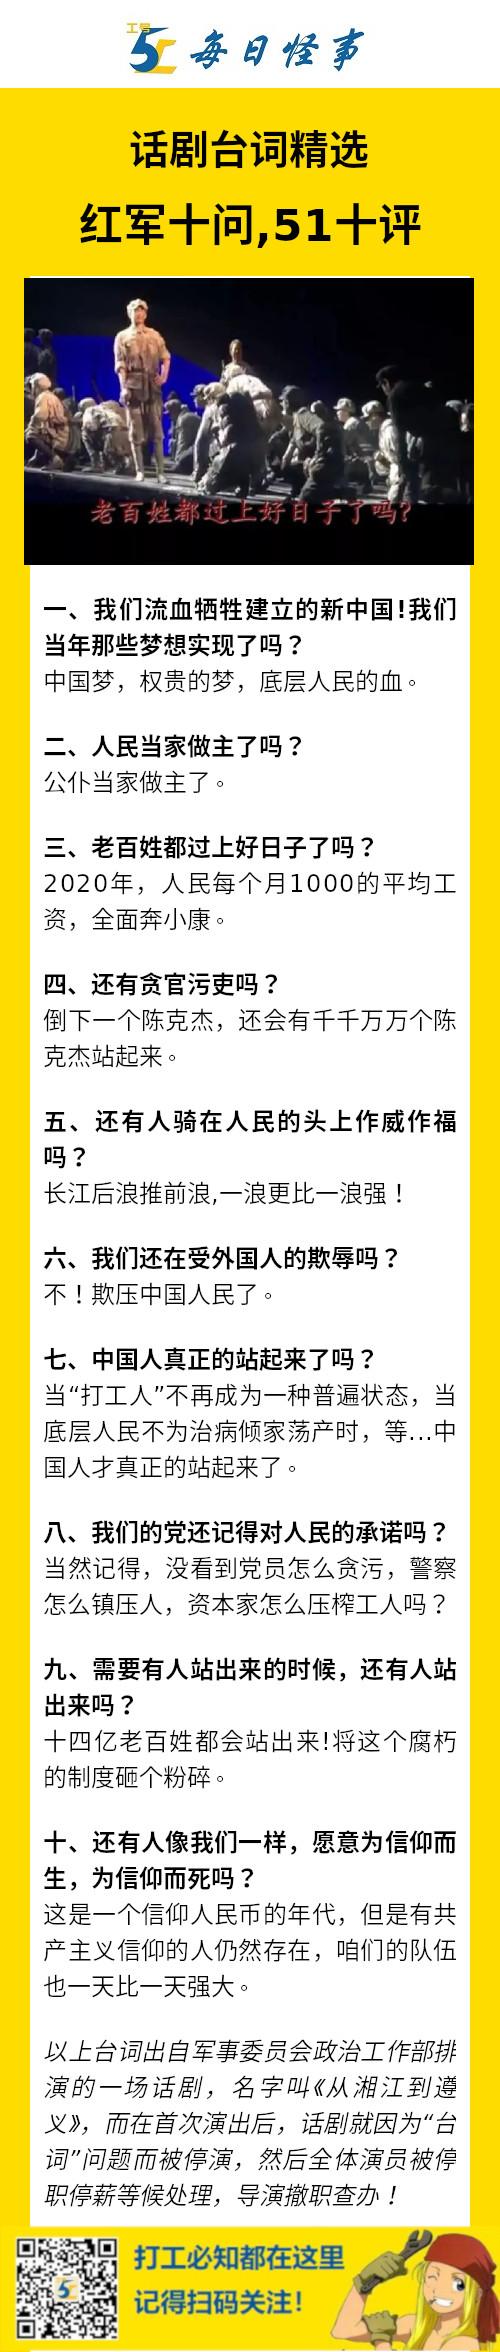 工号
51
每日怪事
话剧台词精选
红军十问,51十评
老百姓都过上好日子了吗?
一、我们流血牺牲建立的新中国!我们
当年那些梦想实现了吗？
中国梦，权贵的梦，底层人民的血。
二、人民当家做主了吗？
公仆当家做主了。
三、老百姓都过上好日子了吗？
2020年，人民每个月1000的平均工
资，全面奔小康。
四、还有贪官污吏吗？
倒下一个陈克杰，还会有千千万万个陈
克杰站起来。
五、还有人骑在人民的头上作威作福
吗？
长江后浪推前浪,一浪更比一浪强！
六、我们还在受外国人的欺辱吗？
不！欺压中国人民了。
七、中国人真正的站起来了吗？
当“打工人”不再成为一种普遍状态，当
底层人民不为治病倾家荡产时，等...中
国人才真正的站起来了。
八、我们的党还记得对人民的承诺吗？
当然记得，没看到党员怎么贪污，警察
怎么镇压人，资本家怎么压榨工人吗？
九、需要有人站出来的时候，还有人站
出来吗？
十四亿老百姓都会站出来!将这个腐朽
的制度砸个粉碎。
十、还有人像我们一样，愿意为信仰而
生，为信仰而死吗？
这是一个信仰人民币的年代，但是有共
产主义信仰的人仍然存在，咱们的队伍
也一天比一天强大。
以上台词出自军事委员会政治工作部排
演的一场话剧，名字叫《从湘江到遵
义》，而在首次演出后，话剧就因为“台
词”问题而被停演，然后全体演员被停
职停薪等候处理，导演撤职查办！
打工必知都在这里
记得扫码关注!